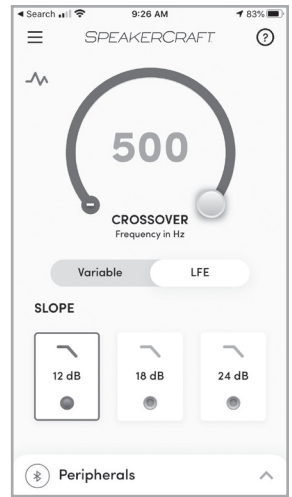 Search 9:26 AM 83%
SPEAKERCRAFT
?
500
CROSSOVER
Frequency in Hz
Variable LFE
SLOPE
12 dB 18 dB 24 dB
Peripherals